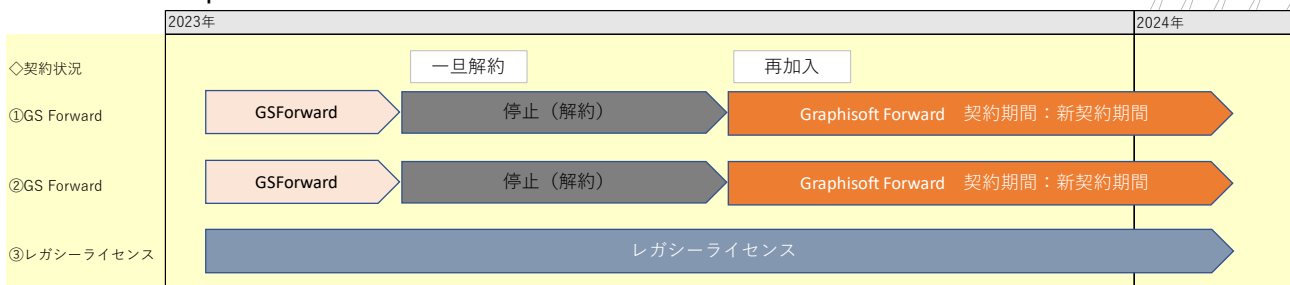 2023年 2024年
◇契約状況 一旦解約 再加入
①GS Forward GSForward 停止（解約） Graphisoft Forward 契約期間：新契約期間
②GS Forward GSForward 停止（解約） Graphisoft Forward 契約期間：新契約期間
③レガシーライセンス レガシーライセンス